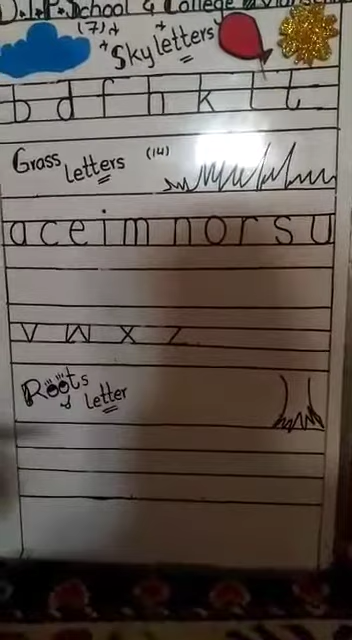 D.I.P.School & College
(7)
Sky letters
b d f h k l t
Grass letters (14)
a c e i m n o r s u
v w x z
Roots letter